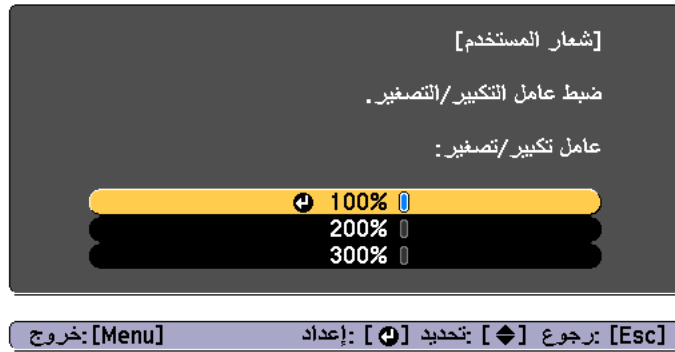 [شعار المستخدم]
ضبط عامل التكبير/التصغير.
عامل تكبير/تصغير:
100%
200%
300%
[Esc] :رجوع [◆] :تحديد [↵] :إعداد [Menu] :خروج